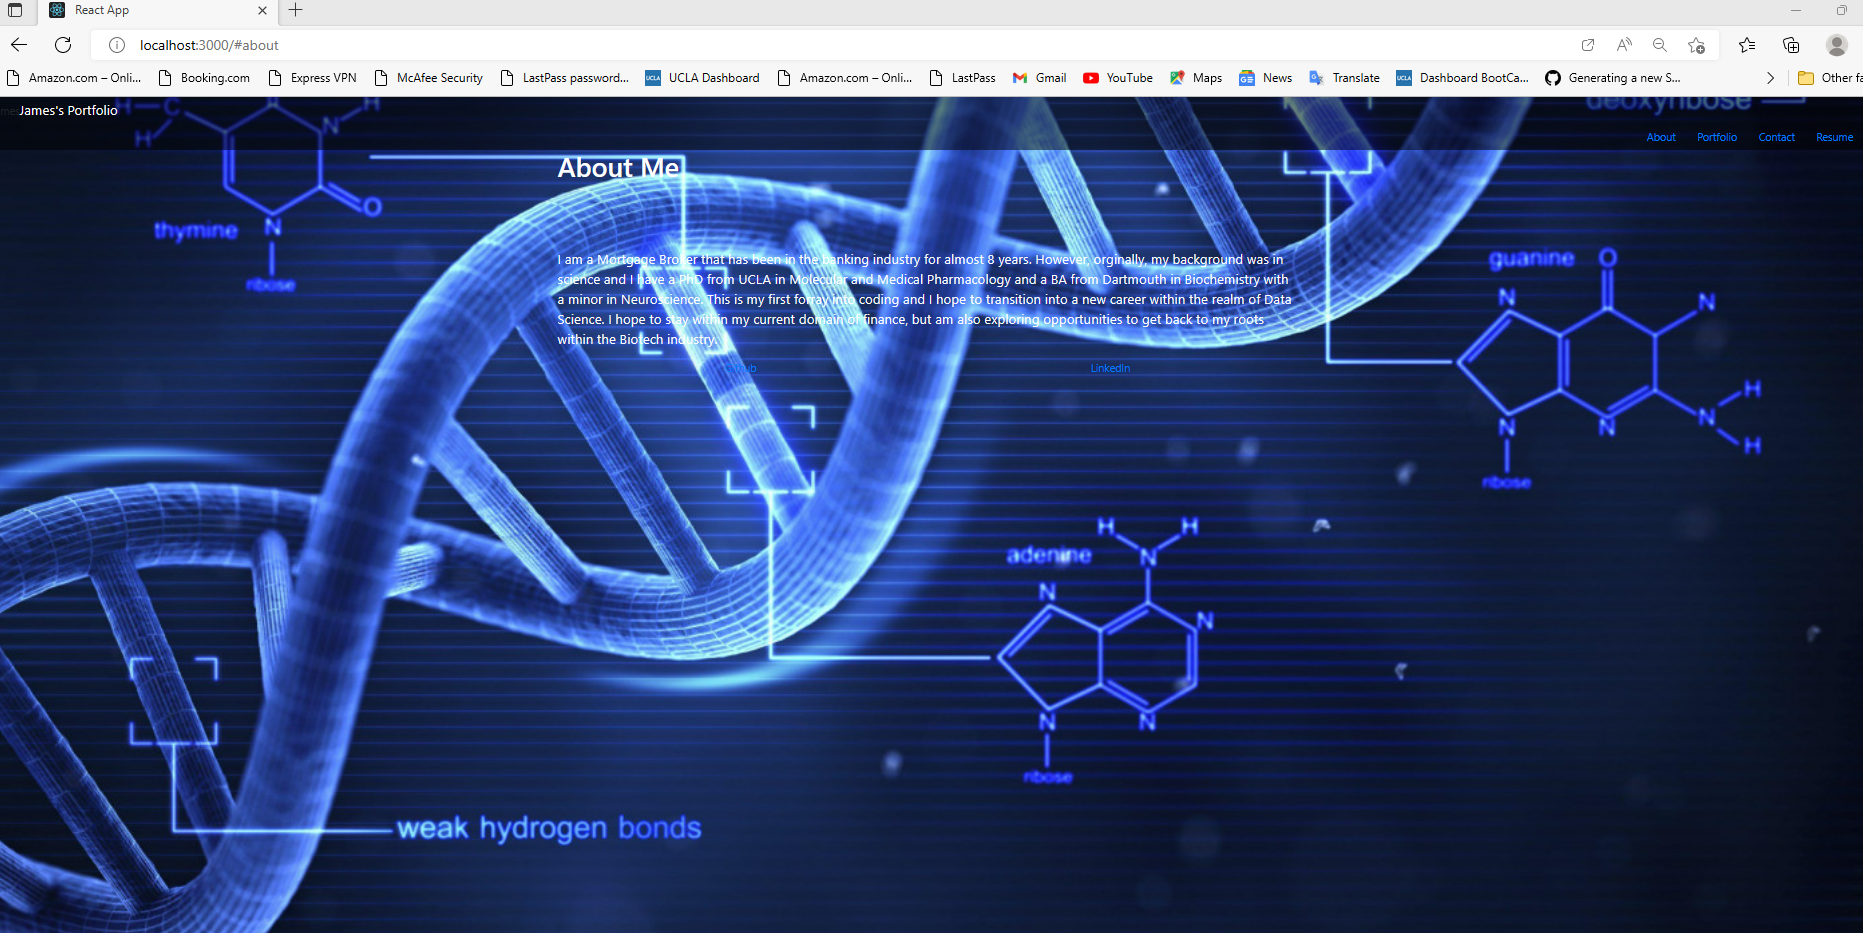 React App
localhost:3000/#about
Amazon.com – Onli... Booking.com Express VPN McAfee Security LastPass password... UCLA Dashboard Amazon.com – Onli... LastPass Gmail YouTube Maps News Translate Dashboard BootCa... Generating a new S... Other fa
James's Portfolio
deoxyribose
About Portfolio Contact Resume
About Me
H C H N H
N O
thymine N
ribose
I am a Mortgage Broker that has been in the banking industry for almost 8 years. However, orginally, my background was in
science and I have a PhD from UCLA in Molecular and Medical Pharmacology and a BA from Dartmouth in Biochemistry with
a minor in Neuroscience. This is my first forray into coding and I hope to transition into a new career within the realm of Data
Science. I hope to stay within my current domain of finance, but am also exploring opportunities to get back to my roots
within the Biotech industry.
LinkedIn
guanine O
N N
N N N H
H
ribose
adenine H H
N
N N
N N
ribose
weak hydrogen bonds